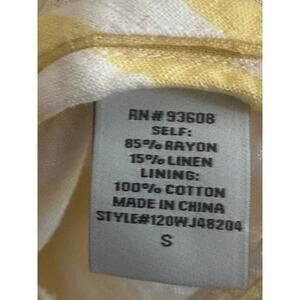 RN# 93608
SELF:
85% RAYON
15% LINEN
LINING:
100% COTTON
MADE IN CHINA
STYLE#120WJ48204
S